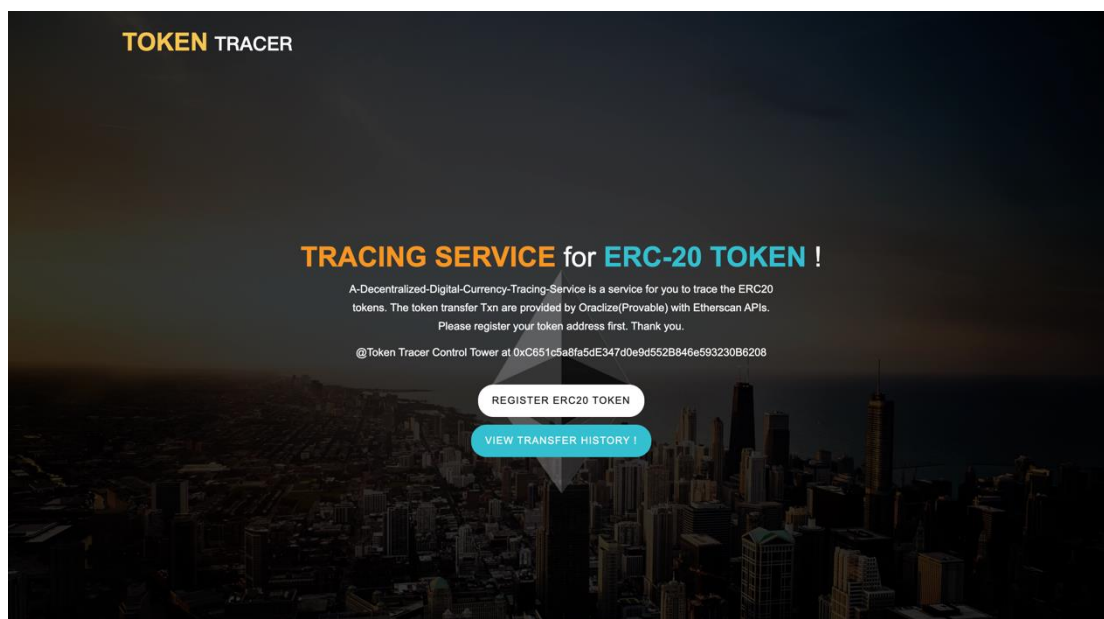 TOKEN TRACER
TRACING SERVICE for ERC-20 TOKEN !
A-Decentralized-Digital-Currency-Tracing-Service is a service for you to trace the ERC20
tokens. The token transfer Txn are provided by Oraclize(Provable) with Etherscan APIs.
Please register your token address first. Thank you.
@Token Tracer Control Tower at 0xC651c5a8fa5dE347d0e9d552B846e593230B6208
REGISTER ERC20 TOKEN
VIEW TRANSFER HISTORY !